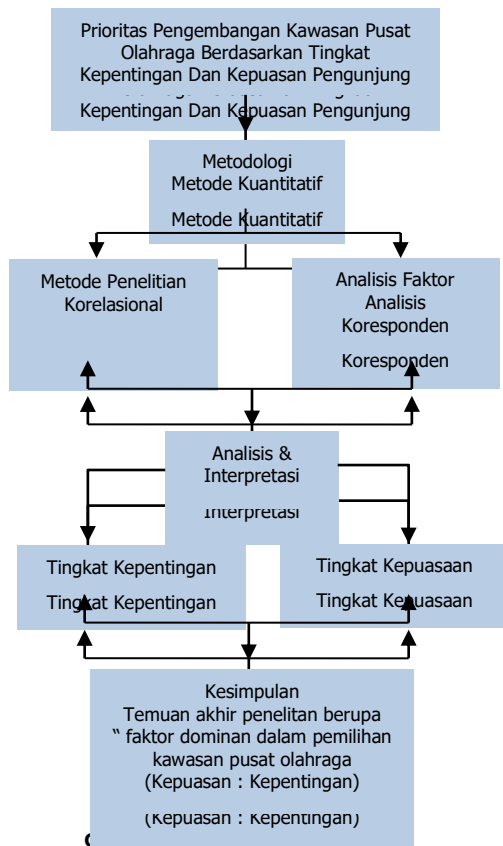 Prioritas Pengembangan Kawasan Pusat
Olahraga Berdasarkan Tingkat
Kepentingan Dan Kepuasan Pengunjung
Kepentingan Dan Kepuasan Pengunjung
Metodologi
Metode Kuantitatif
Metode Kuantitatif
Metode Penelitian
Korelasional
Analisis Faktor
Analisis
Koresponden
Koresponden
Analisis &
Interpretasi
Interpretasi
Tingkat Kepentingan
Tingkat Kepentingan
Tingkat Kepuasaan
Tingkat Kepuasaan
Kesimpulan
Temuan akhir penelitan berupa
“ faktor dominan dalam pemilihan
kawasan pusat olahraga
(Kepuasan : Kepentingan)
(Kepuasan : Kepentingan)